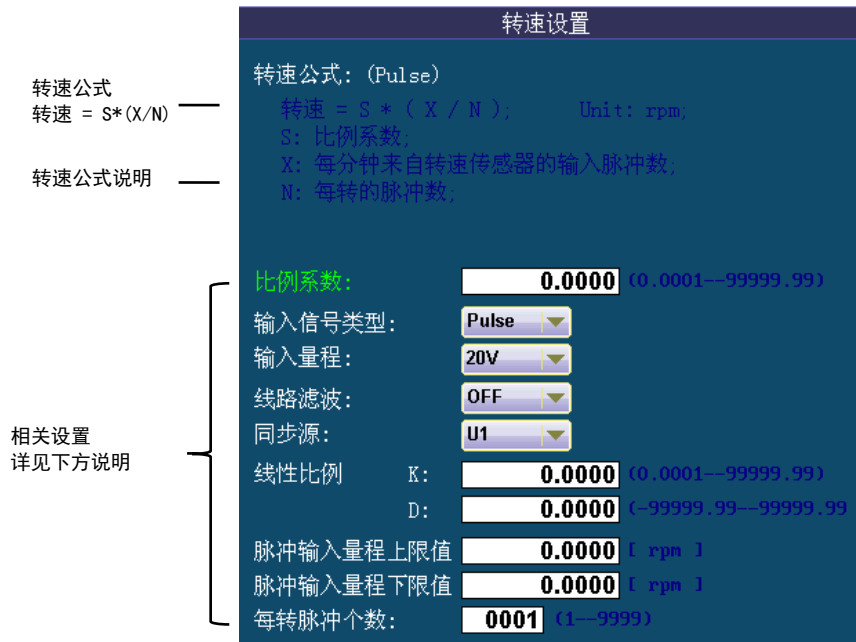 转速设置
转速公式
转速 = S*(X/N)
转速公式说明
转速公式: (Pulse)
转速 = S * ( X / N ); Unit: rpm;
S: 比例系数;
X: 每分钟来自转速传感器的输入脉冲数;
N: 每转的脉冲数;
相关设置
详见下方说明
比例系数: 0.0000 (0.0001--99999.99)
输入信号类型: Pulse
输入量程: 20V
线路滤波: OFF
同步源: U1
线性比例 K: 0.0000 (0.0001--99999.99)
D: 0.0000 (-99999.99--99999.99
脉冲输入量程上限值 0.0000 [ rpm ]
脉冲输入量程下限值 0.0000 [ rpm ]
每转脉冲个数: 0001 (1--9999)